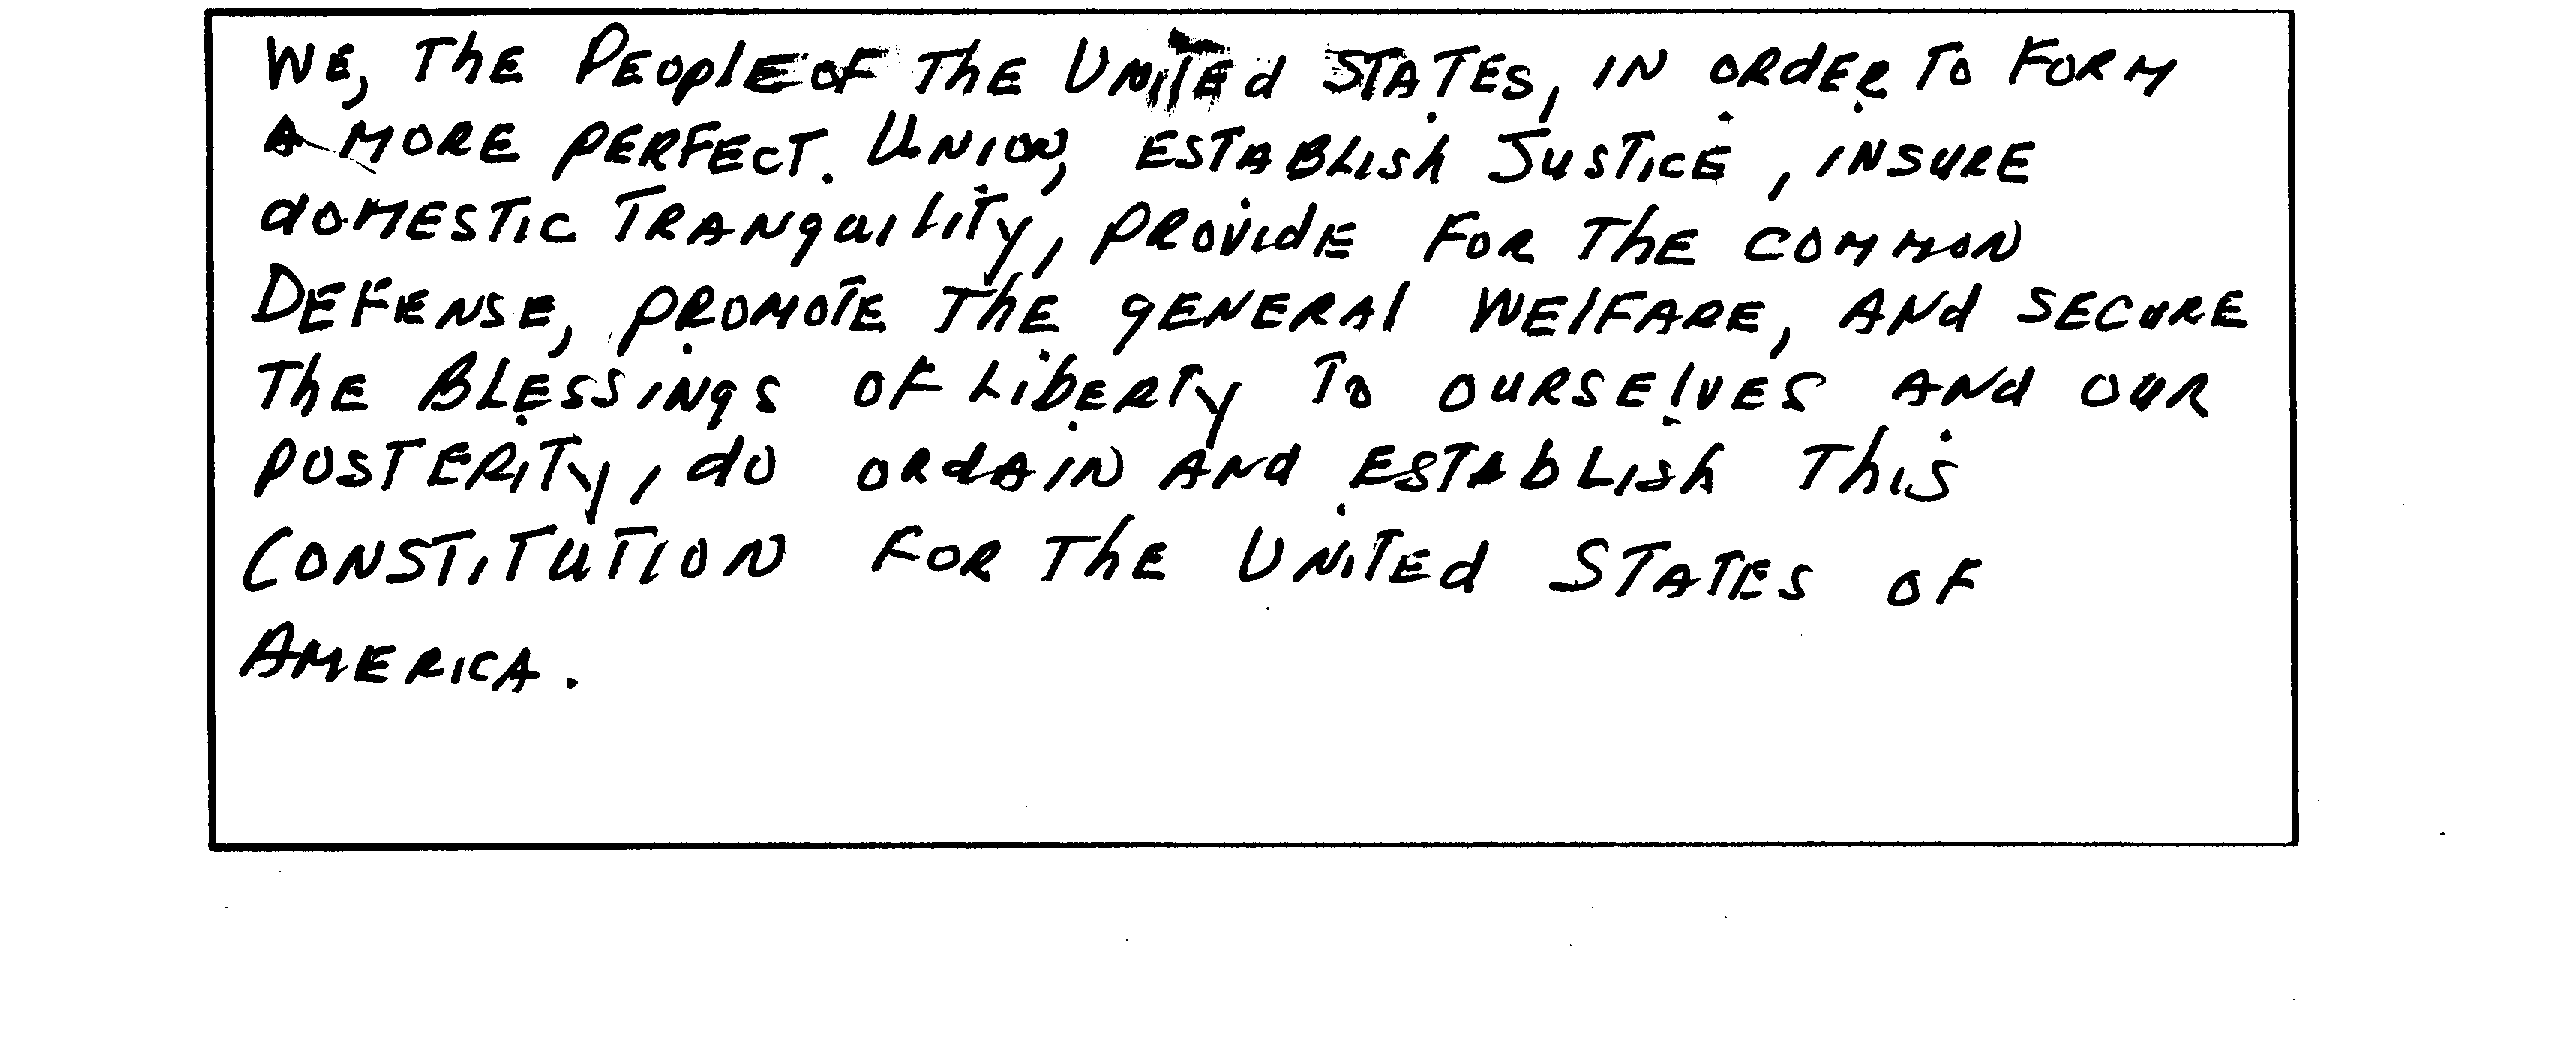 WE, ThE PEOplE OF ThE UNITEd STATES, IN ORdER TO FORM
A MORE PERFECT. UNION, ESTABLISh JUSTICE, INSURE
dOMESTIC TRANquILITy, PROVIdE FOR ThE COMMON
DEFENSE, PROMOTE ThE gENERAl WElFARE, ANd SECURE
ThE BLESSINgS OF LIbERTy TO OURSElVES ANd OUR
POSTERITy, dO ORdAIN ANd ESTAbLISh ThIS
CONSTITUTION FOR ThE UNITEd STATES OF
AMERICA.